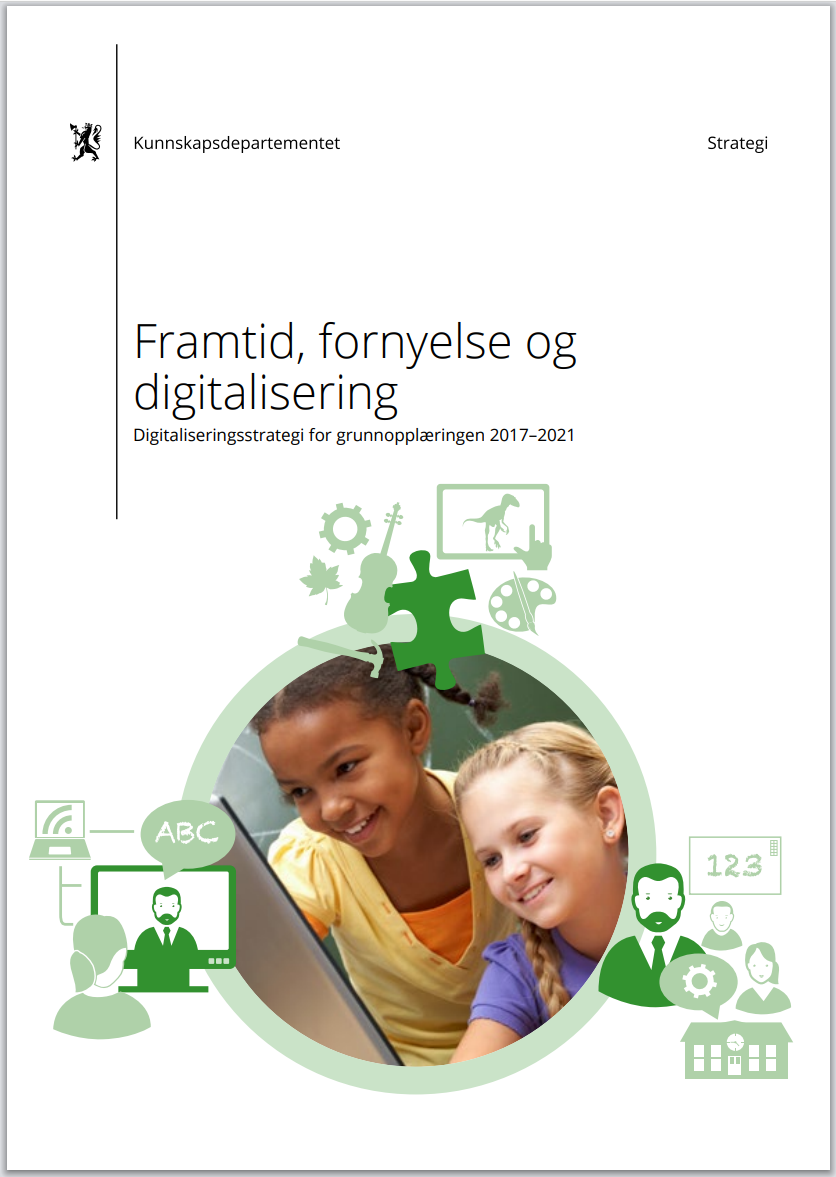 Kunnskapsdepartementet
Strategi
Framtid, fornyelse og
digitalisering
Digitaliseringsstrategi for grunnopplæringen 2017–2021
ABC
123